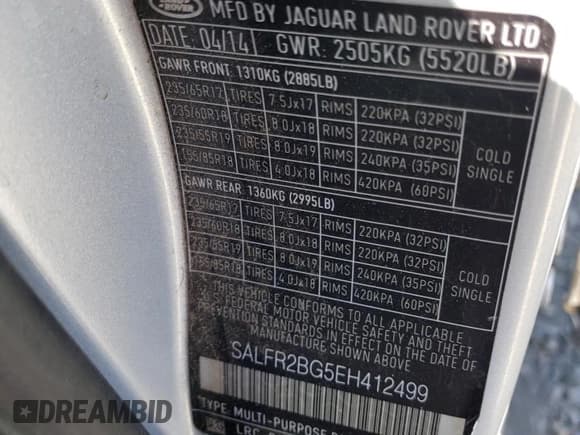 LAND ROVER
MFD BY JAGUAR LAND ROVER LTD
DATE: 04/14 GWR: 2505KG (5520LB)
GAWR FRONT: 1310KG (2885LB)
235/65R17 TIRES 7.5Jx17 RIMS 220KPA (32PSI)
235/60R18 TIRES 8.0Jx18 RIMS 220KPA (32PSI)
235/55R19 TIRES 8.0Jx19 RIMS 240KPA (35PSI)
155/85R18 TIRES 4.0Jx18 RIMS 420KPA (60PSI)
COLD
SINGLE
GAWR REAR: 1360KG (2995LB)
235/65R17 TIRES 7.5Jx17 RIMS 220KPA (32PSI)
235/60R18 TIRES 8.0Jx18 RIMS 220KPA (32PSI)
235/55R19 TIRES 8.0Jx19 RIMS 240KPA (35PSI)
155/85R18 TIRES 4.0Jx18 RIMS 420KPA (60PSI)
COLD
SINGLE
THIS VEHICLE CONFORMS TO ALL APPLICABLE
U.S. FEDERAL MOTOR VEHICLE SAFETY AND THEFT
PREVENTION STANDARDS IN EFFECT ON THE DATE OF
MANUFACTURE SHOWN ABOVE
SALFR2BG5EH412499
TYPE: MULTI-PURPOSE
DREAMBID.COM